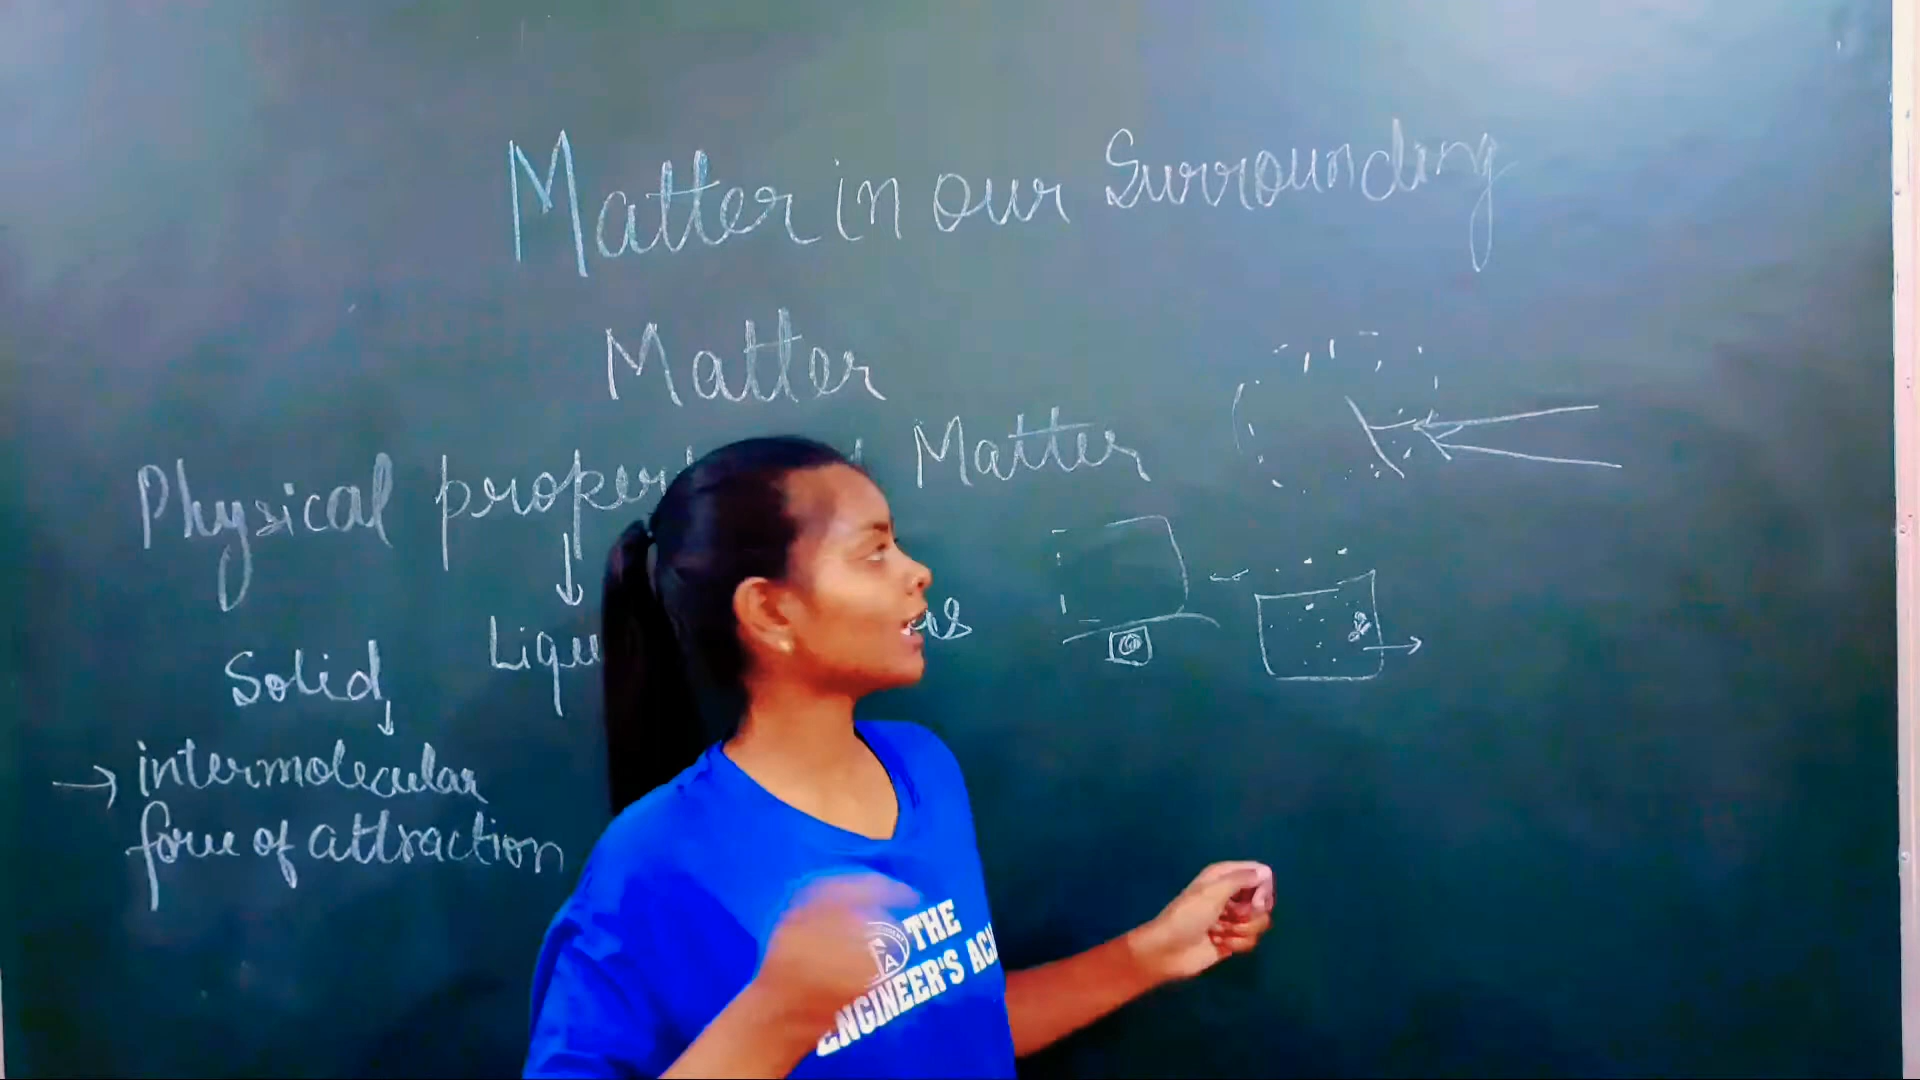 Matter in our Surrounding
Matter
Physical proper Matter
Solid
Liqu
intermolecular
force of attraction
THE
ENGINEER'S AC